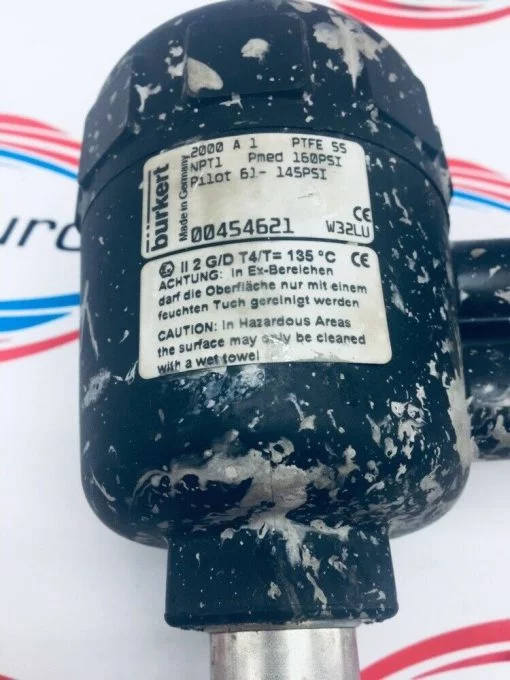 bürkert
Made in Germany
2000 A 1 PTFE SS
NPT1 Pmed 160PSI
Pilot 61- 145PSI
00454621 CE W32LU
Ex II 2 G/D T4/T= 135 °C CE
ACHTUNG: In Ex-Bereichen
darf die Oberfläche nur mit einem
feuchten Tuch gereinigt werden
CAUTION: In Hazardous Areas
the surface may only be cleaned
with a wet towel